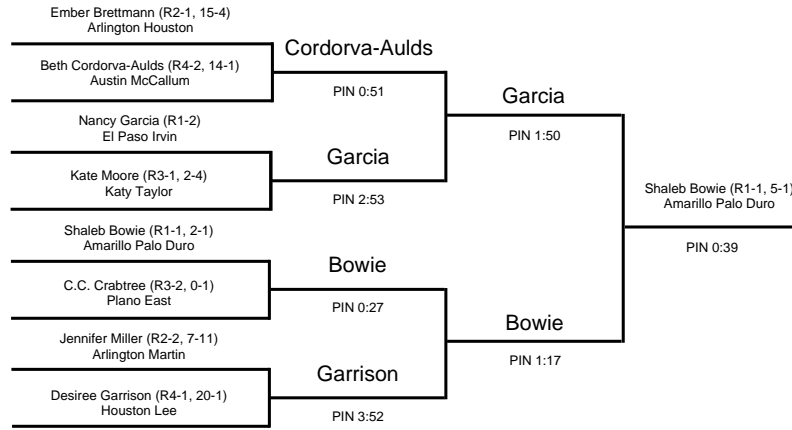 Ember Brettmann (R2-1, 15-4)
Arlington Houston
Cordorva-Aulds
Beth Cordorva-Aulds (R4-2, 14-1)
Austin McCallum
PIN 0:51
Garcia
Nancy Garcia (R1-2)
El Paso Irvin
PIN 1:50
Garcia
Kate Moore (R3-1, 2-4)
Katy Taylor
PIN 2:53
Shaleb Bowie (R1-1, 5-1)
Amarillo Palo Duro
PIN 0:39
Shaleb Bowie (R1-1, 2-1)
Amarillo Palo Duro
Bowie
C.C. Crabtree (R3-2, 0-1)
Plano East
PIN 0:27
Bowie
Jennifer Miller (R2-2, 7-11)
Arlington Martin
PIN 1:17
Garrison
Desiree Garrison (R4-1, 20-1)
Houston Lee
PIN 3:52